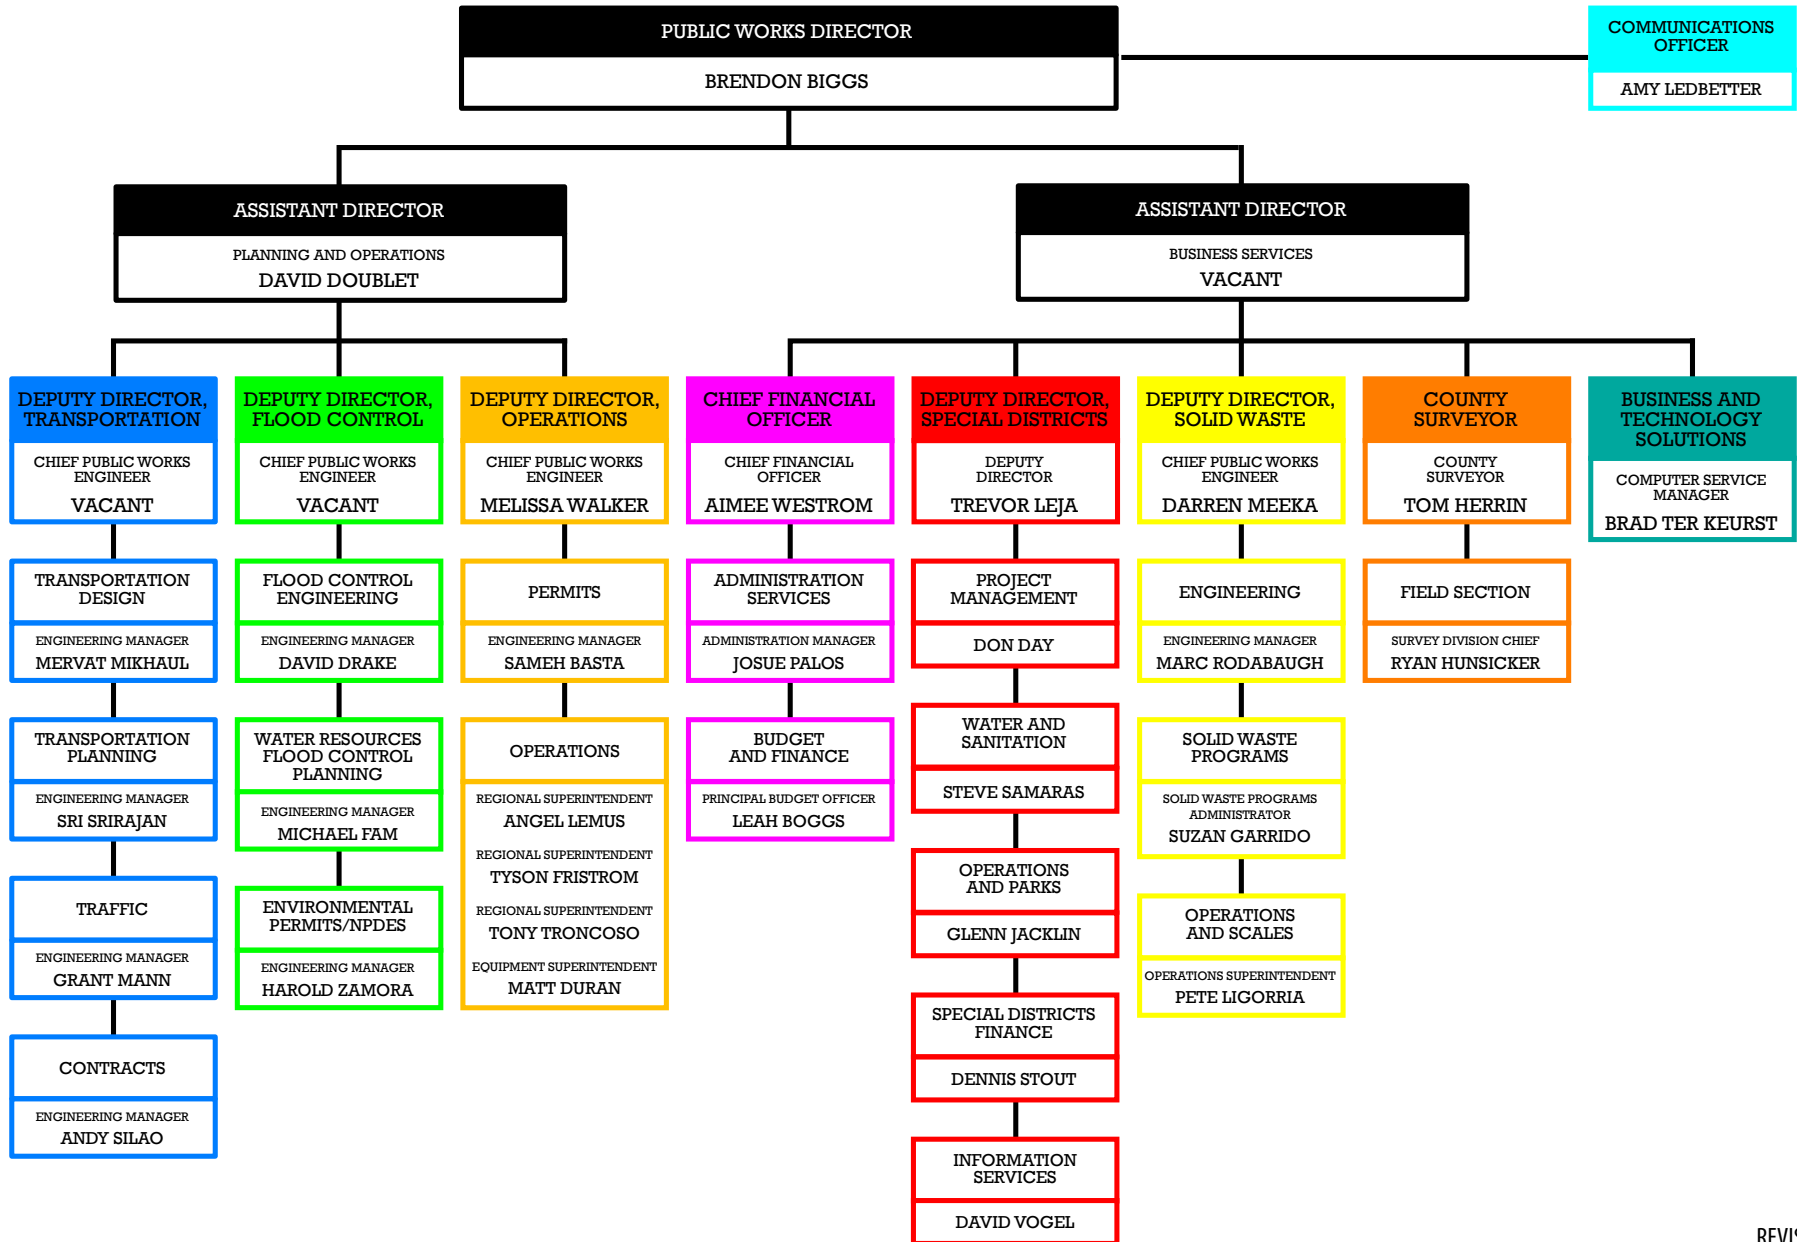 PUBLIC WORKS DIRECTOR
BRENDON BIGGS
COMMUNICATIONS
OFFICER
AMY LEDBETTER
ASSISTANT DIRECTOR
PLANNING AND OPERATIONS
DAVID DOUBLET
ASSISTANT DIRECTOR
BUSINESS SERVICES
VACANT
DEPUTY DIRECTOR,
TRANSPORTATION
CHIEF PUBLIC WORKS
ENGINEER
VACANT
TRANSPORTATION
DESIGN
ENGINEERING MANAGER
MERVAT MIKHAUL
TRANSPORTATION
PLANNING
ENGINEERING MANAGER
SRI SRIRAJAN
TRAFFIC
ENGINEERING MANAGER
GRANT MANN
CONTRACTS
ENGINEERING MANAGER
ANDY SILAO
DEPUTY DIRECTOR,
FLOOD CONTROL
CHIEF PUBLIC WORKS
ENGINEER
VACANT
FLOOD CONTROL
ENGINEERING
ENGINEERING MANAGER
DAVID DRAKE
WATER RESOURCES
FLOOD CONTROL
PLANNING
ENGINEERING MANAGER
MICHAEL FAM
ENVIRONMENTAL
PERMITS/NPDES
ENGINEERING MANAGER
HAROLD ZAMORA
DEPUTY DIRECTOR,
OPERATIONS
CHIEF PUBLIC WORKS
ENGINEER
MELISSA WALKER
PERMITS
ENGINEERING MANAGER
SAMEH BASTA
OPERATIONS
REGIONAL SUPERINTENDENT
ANGEL LEMUS
REGIONAL SUPERINTENDENT
TYSON FRISTROM
REGIONAL SUPERINTENDENT
TONY TRONCOSO
EQUIPMENT SUPERINTENDENT
MATT DURAN
CHIEF FINANCIAL
OFFICER
CHIEF FINANCIAL
OFFICER
AIMEE WESTROM
ADMINISTRATION
SERVICES
ADMINISTRATION MANAGER
JOSUE PALOS
BUDGET
AND FINANCE
PRINCIPAL BUDGET OFFICER
LEAH BOGGS
DEPUTY DIRECTOR,
SPECIAL DISTRICTS
DEPUTY
DIRECTOR
TREVOR LEJA
PROJECT
MANAGEMENT
DON DAY
WATER AND
SANITATION
STEVE SAMARAS
OPERATIONS
AND PARKS
GLENN JACKLIN
SPECIAL DISTRICTS
FINANCE
DENNIS STOUT
INFORMATION
SERVICES
DAVID VOGEL
DEPUTY DIRECTOR,
SOLID WASTE
CHIEF PUBLIC WORKS
ENGINEER
DARREN MEEKA
ENGINEERING
ENGINEERING MANAGER
MARC RODABAUGH
SOLID WASTE
PROGRAMS
SOLID WASTE PROGRAMS
ADMINISTRATOR
SUZAN GARRIDO
OPERATIONS
AND SCALES
OPERATIONS SUPERINTENDENT
PETE LIGORRIA
COUNTY
SURVEYOR
COUNTY
SURVEYOR
TOM HERRIN
FIELD SECTION
SURVEY DIVISION CHIEF
RYAN HUNSICKER
BUSINESS AND
TECHNOLOGY
SOLUTIONS
COMPUTER SERVICE
MANAGER
BRAD TER KEURST